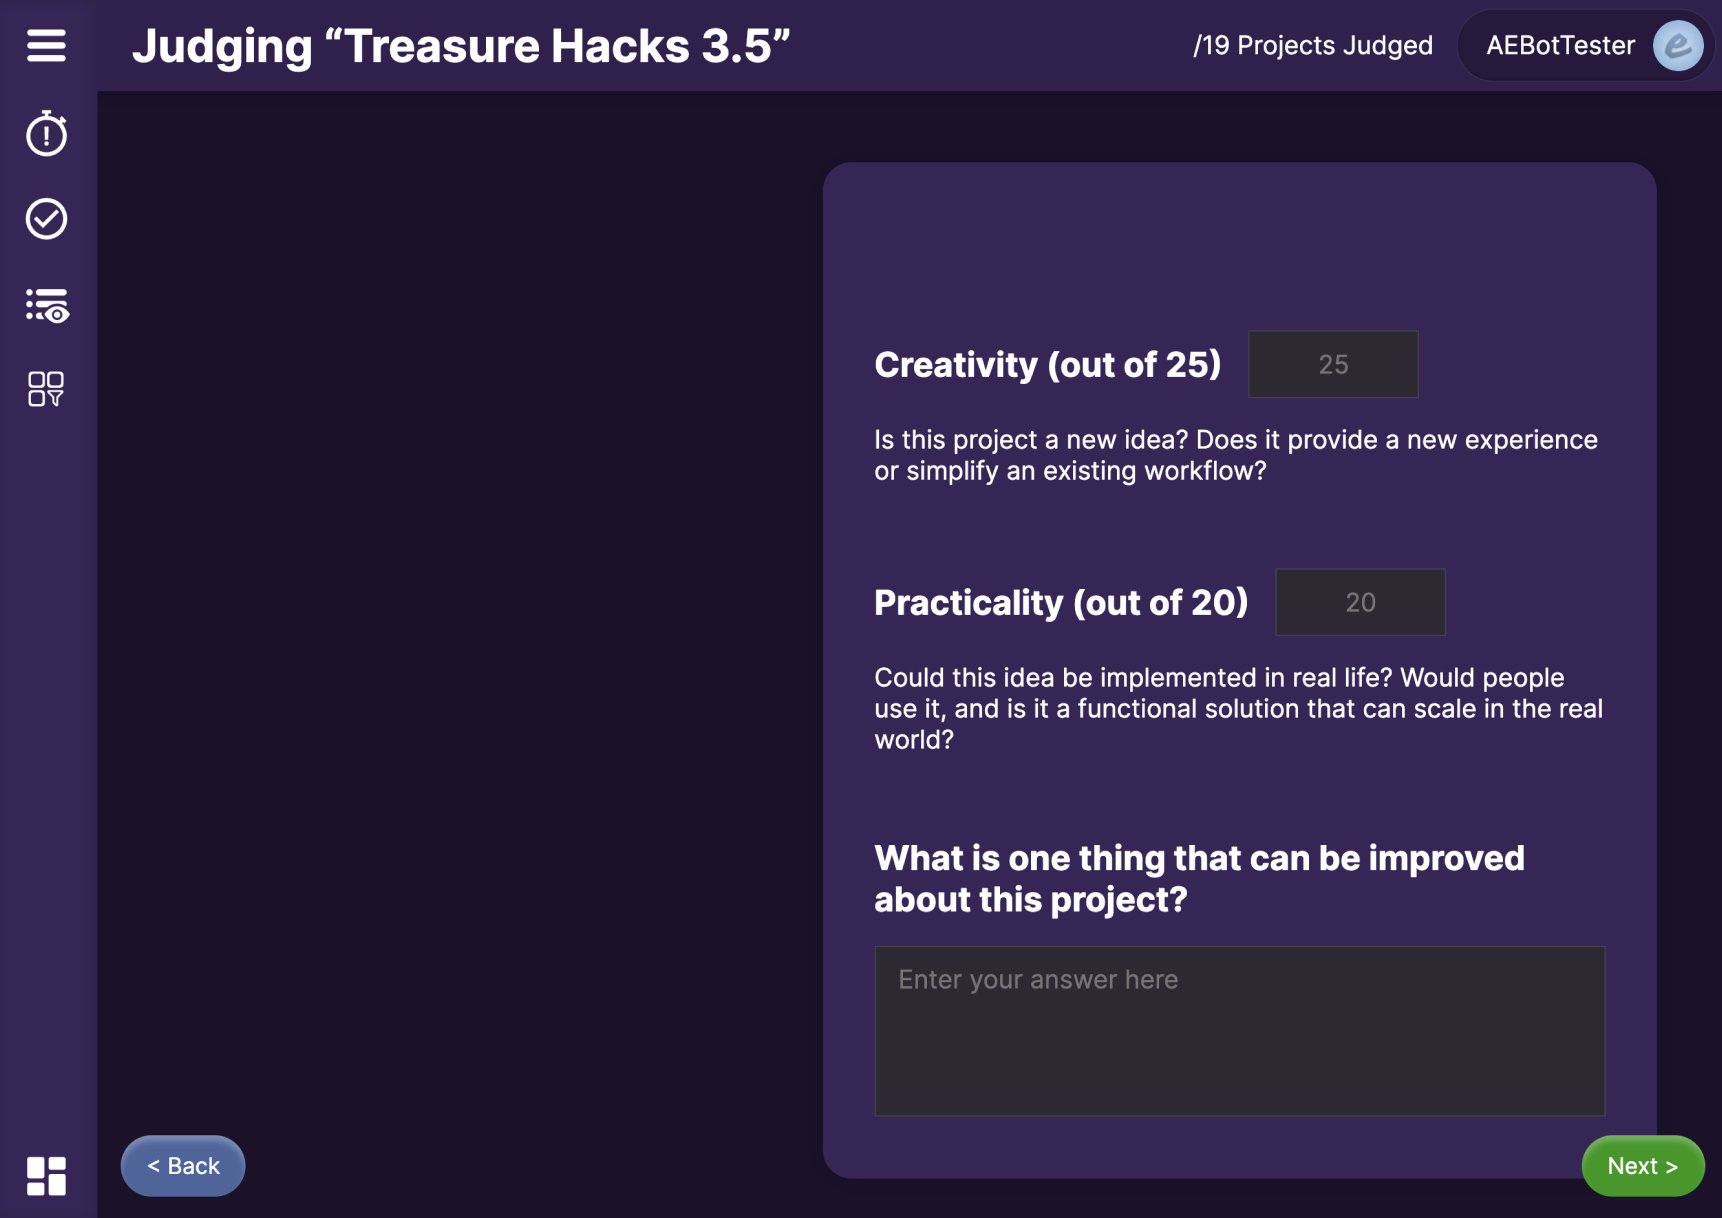 Judging “Treasure Hacks 3.5”
/19 Projects Judged
AEBotTester
Creativity (out of 25)
25
Is this project a new idea? Does it provide a new experience
or simplify an existing workflow?
Practicality (out of 20)
20
Could this idea be implemented in real life? Would people
use it, and is it a functional solution that can scale in the real
world?
What is one thing that can be improved
about this project?
Enter your answer here
< Back
Next >